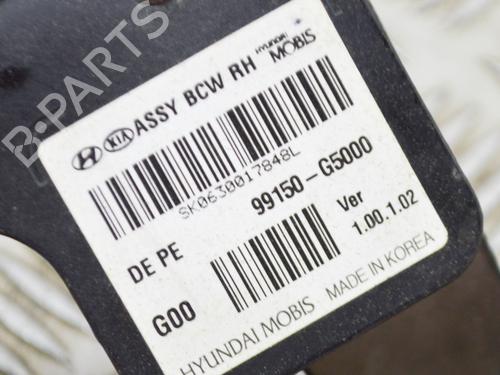 B-PARTS
KIA ASSY BCW RH HYUNDAI MOBIS
SK0630017848L
99150-G5000
DE PE
Ver
1.00.1.02
G00
HYUNDAI MOBIS MADE IN KOREA